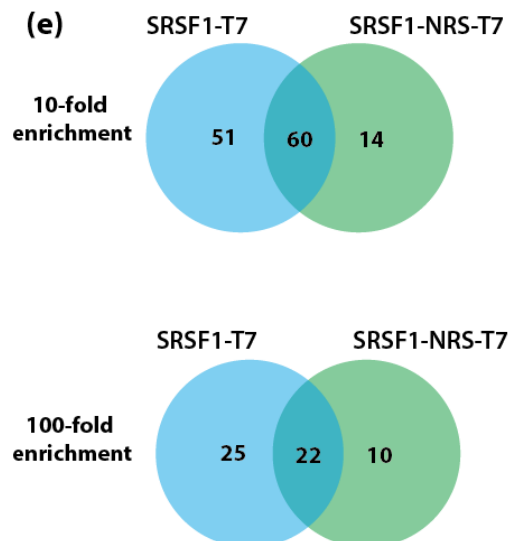 (e)
SRSF1-T7 SRSF1-NRS-T7
10-fold
enrichment
51 60 14
SRSF1-T7 SRSF1-NRS-T7
100-fold
enrichment
25 22 10